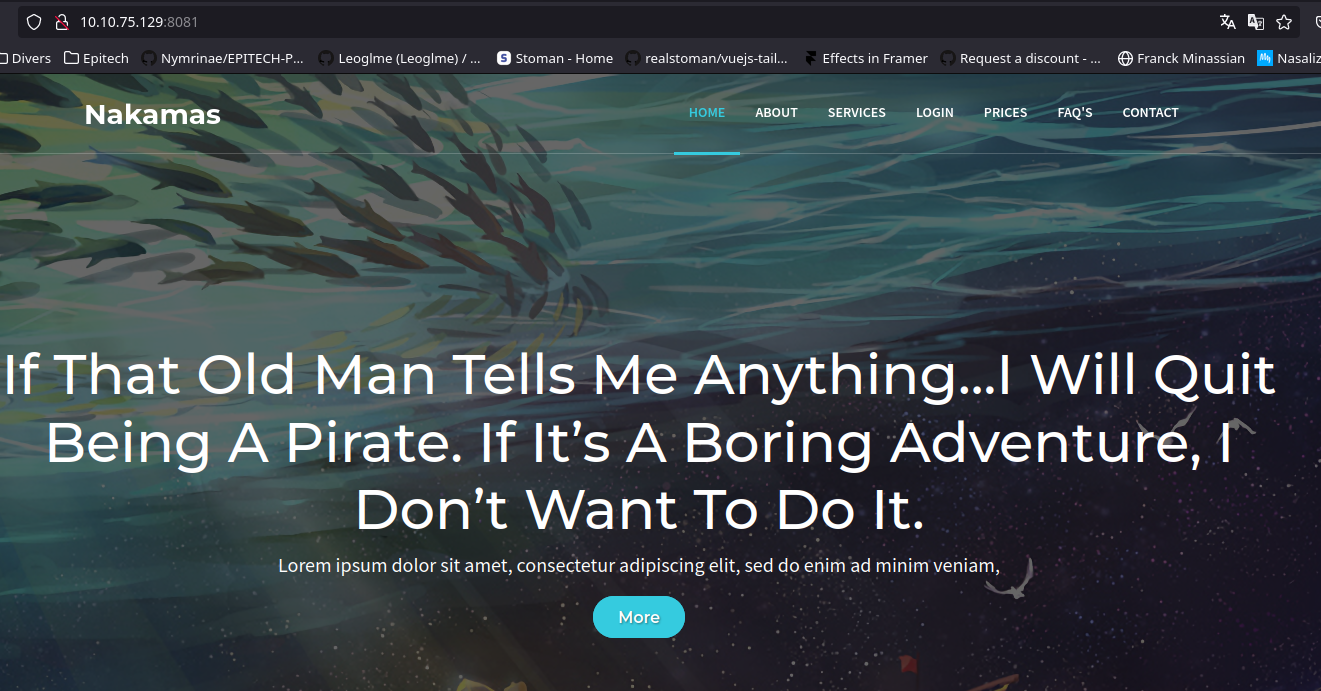 10.10.75.129:8081
Divers Epitech Nymrinae/EPITECH-P... Leoglme (Leoglme) / ... Stoman - Home realstoman/vuejs-tail... Effects in Framer Request a discount - ... Franck Minassian Nasaliz
Nakamas
HOME ABOUT SERVICES LOGIN PRICES FAQ'S CONTACT
If That Old Man Tells Me Anything...I Will Quit
Being A Pirate. If It’s A Boring Adventure, I
Don’t Want To Do It.
Lorem ipsum dolor sit amet, consectetur adipiscing elit, sed do enim ad minim veniam,
More